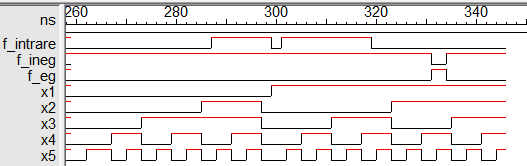 ns 260 280 300 320 340
f_intrare
f_ineg
f_eg
x1
x2
x3
x4
x5